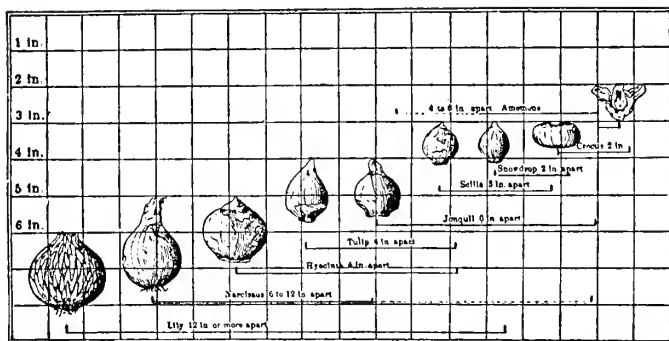 1 in.
2 in.
4 to 6 in. apart Anemone
3 in.
Crocus 2 in
4 in.
Snowdrop 2 in apart
Scilla 3 in. apart
5 in.
Jonquil 6 in apart
6 in.
Tulip 4 in. apart
Hyacinth 6 in. apart
Narcissus 6 to 12 in apart
Lily 12 in or more apart